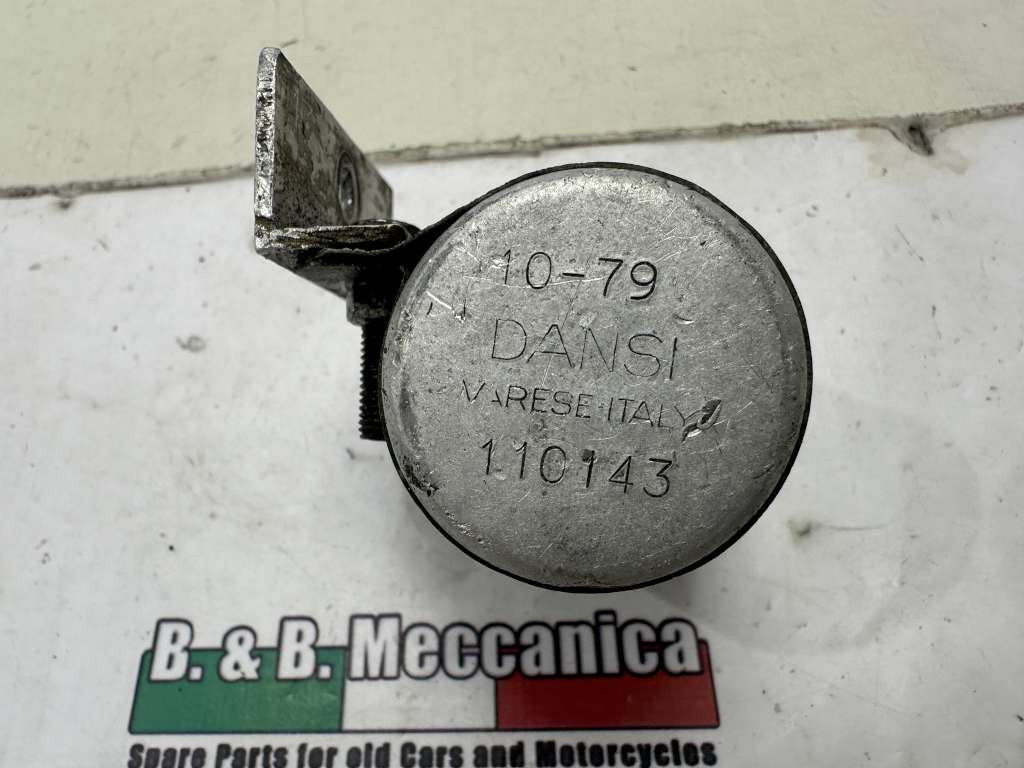 10-79
DANSI
VARESE-ITALY
110143
B. & B. Meccanica
Spare Parts for old Cars and Motorcycles